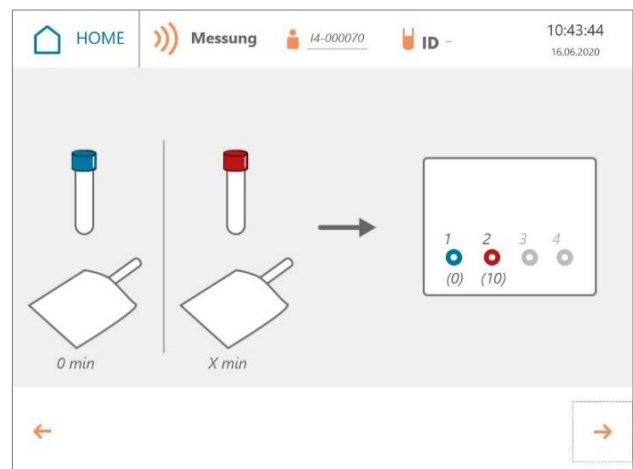 HOME Messung I4-000070 ID - 10:43:44
16.06.2020
1 2 3 4
(0) (10)
0 min X min